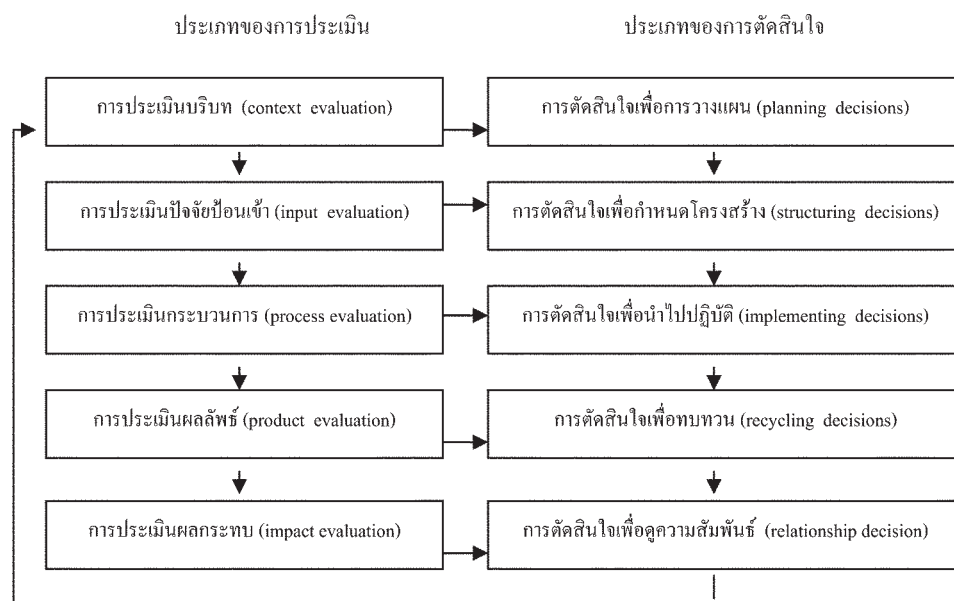 ประเภทของการประเมิน ประเภทของการตัดสินใจ
การประเมินบริบท (context evaluation) การตัดสินใจเพื่อการวางแผน (planning decisions)
การประเมินปัจจัยป้อนเข้า (input evaluation) การตัดสินใจเพื่อกำหนดโครงสร้าง (structuring decisions)
การประเมินกระบวนการ (process evaluation) การตัดสินใจเพื่อนำไปปฏิบัติ (implementing decisions)
การประเมินผลลัพธ์ (product evaluation) การตัดสินใจเพื่อทบทวน (recycling decisions)
การประเมินผลกระทบ (impact evaluation) การตัดสินใจเพื่อดูความสัมพันธ์ (relationship decision)